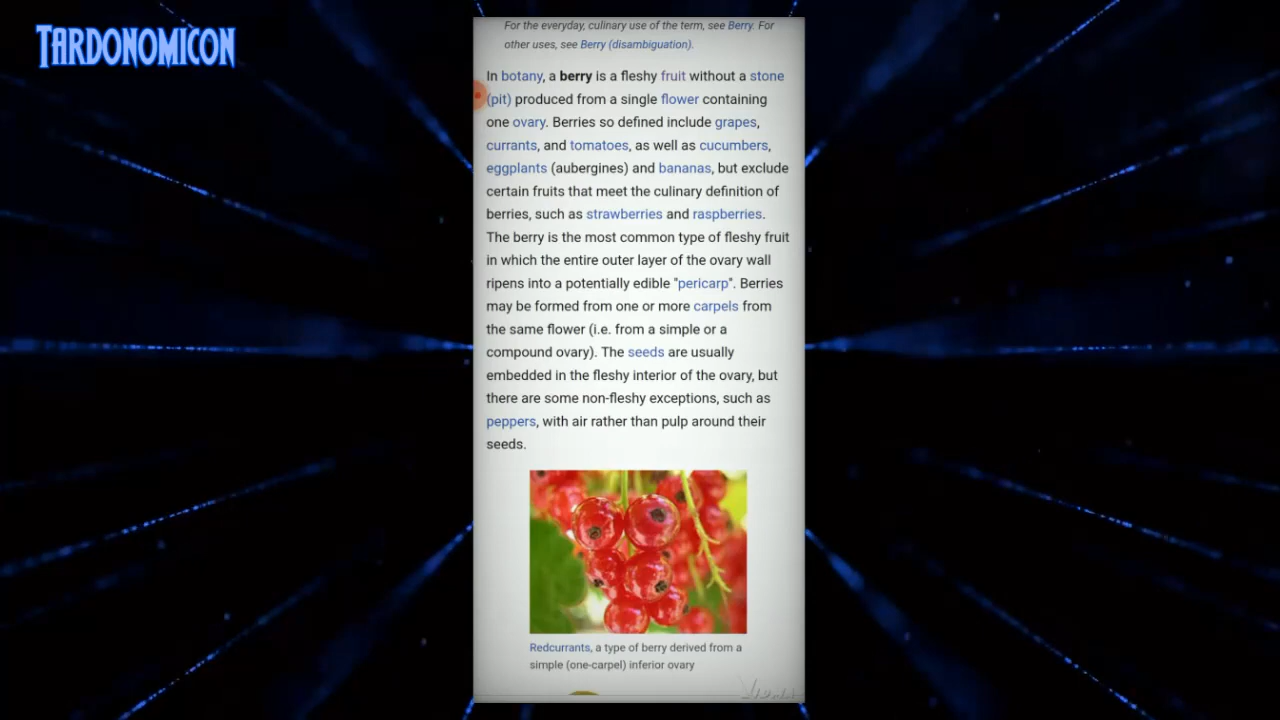 TARDONOMICON
For the everyday, culinary use of the term, see Berry. For
other uses, see Berry (disambiguation).
In botany, a berry is a fleshy fruit without a stone
(pit) produced from a single flower containing
one ovary. Berries so defined include grapes,
currants, and tomatoes, as well as cucumbers,
eggplants (aubergines) and bananas, but exclude
certain fruits that meet the culinary definition of
berries, such as strawberries and raspberries.
The berry is the most common type of fleshy fruit
in which the entire outer layer of the ovary wall
ripens into a potentially edible "pericarp". Berries
may be formed from one or more carpels from
the same flower (i.e. from a simple or a
compound ovary). The seeds are usually
embedded in the fleshy interior of the ovary, but
there are some non-fleshy exceptions, such as
peppers, with air rather than pulp around their
seeds.
Redcurrants, a type of berry derived from a
simple (one-carpel) inferior ovary